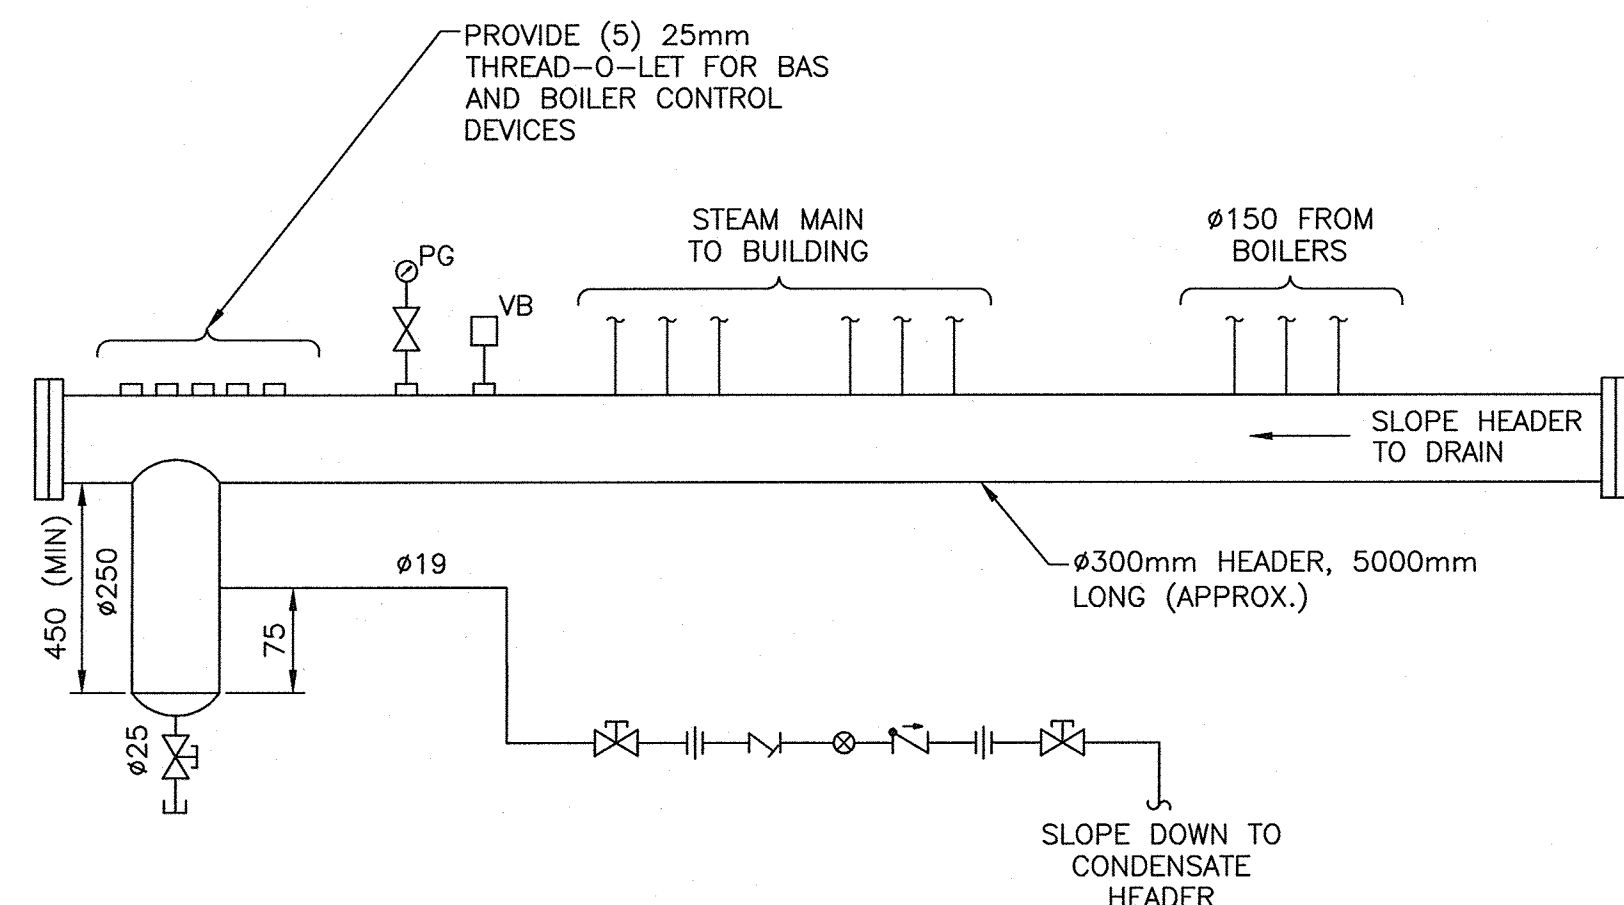 PROVIDE (5) 25mm
THREAD-O-LET FOR BAS
AND BOILER CONTROL
DEVICES
STEAM MAIN
TO BUILDING
ø150 FROM
BOILERS
PG
VB
SLOPE HEADER
TO DRAIN
450 (MIN)
ø250
ø19
75
ø300mm HEADER, 5000mm
LONG (APPROX.)
ø25
SLOPE DOWN TO
CONDENSATE
HEADER